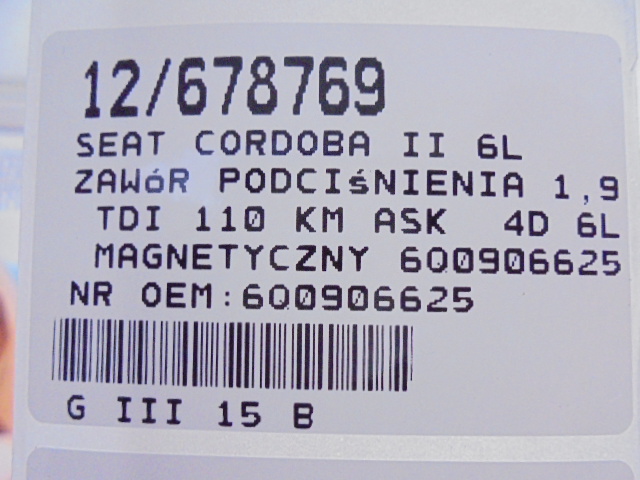 12/678769
SEAT CORDOBA II 6L
ZAWóR PODCIśNIENIA 1,9
TDI 110 KM ASK 4D 6L
MAGNETYCZNY 6Q0906625
NR OEM:6Q0906625
G III 15 B